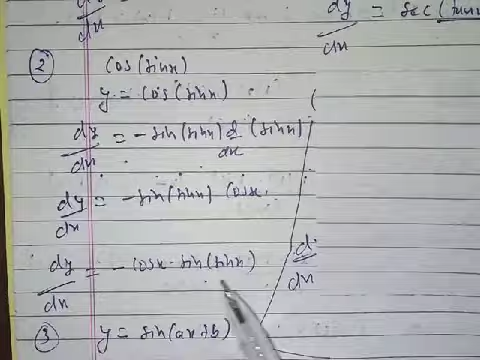 dy/dx = sec(
dx
② cos(sinx)
y = cos(sinx)
dy/dx = -sin(sinx) d/dx (sinx)
dy/dx = -sin(sinx) cosx.
dy/dx = -cosx sin(sinx)
d/dx
③ y = sin(ax+b)